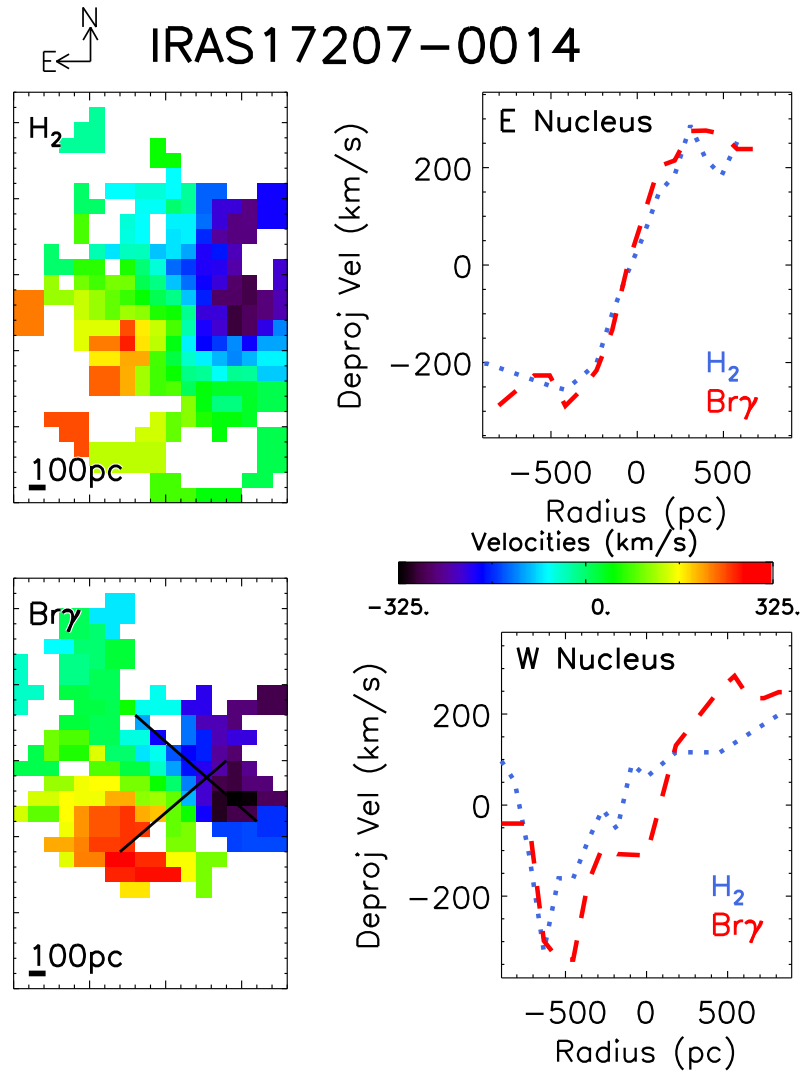 N
E
IRAS17207−0014
H₂
100pc
E Nucleus
Deproj Vel (km/s)
200
0
−200
H₂
Brγ
−500 0 500
Radius (pc)
Velocities (km/s)
−325. 0. 325.
Brγ
100pc
W Nucleus
Deproj Vel (km/s)
200
0
−200
H₂
Brγ
−500 0 500
Radius (pc)